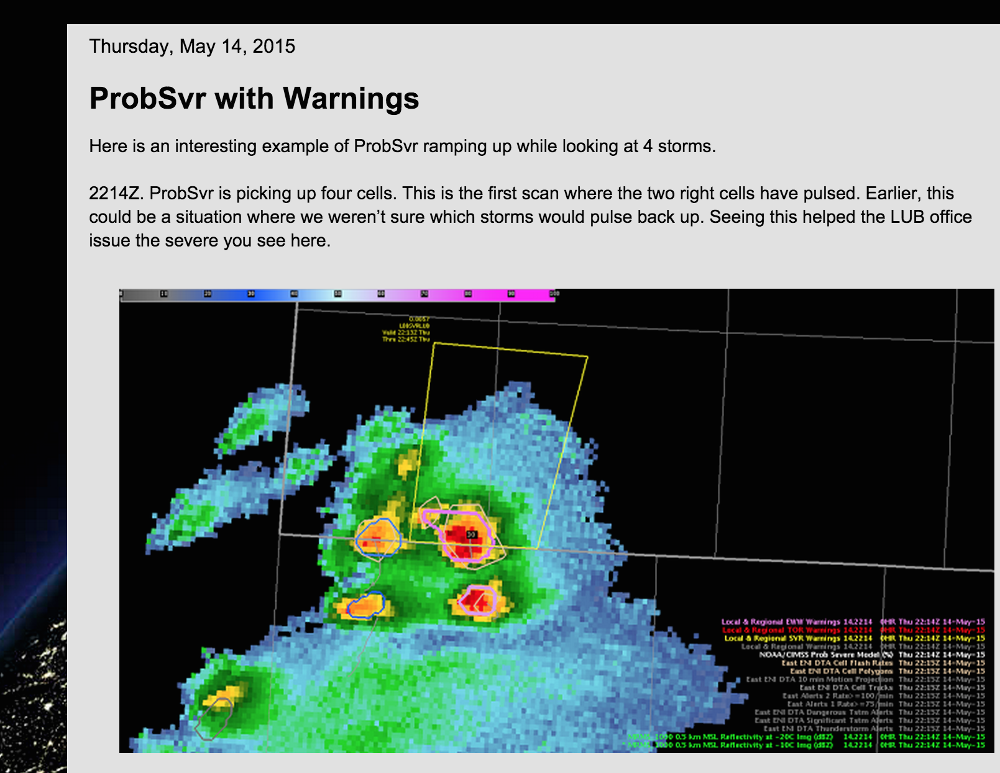 Thursday, May 14, 2015
ProbSvr with Warnings
Here is an interesting example of ProbSvr ramping up while looking at 4 storms.
2214Z. ProbSvr is picking up four cells. This is the first scan where the two right cells have pulsed. Earlier, this
could be a situation where we weren’t sure which storms would pulse back up. Seeing this helped the LUB office
issue the severe you see here.
10 20 30 40 50 60 70 80 90 100
Valid 22:13Z Thu
Thru 22:45Z Thu
30
Local & Regional EWW Warnings 14.2214 0HR Thu 22:14Z 14-May-15
Local & Regional TOR Warnings 14.2214 0HR Thu 22:14Z 14-May-15
Local & Regional SVR Warnings 14.2214 0HR Thu 22:14Z 14-May-15
Local & Regional Warnings 14.2214 0HR Thu 22:14Z 14-May-15
NOAA/CIMSS Prob Severe Model (%) Thu 22:14Z 14-May-15
East ENI DTA Cell Flash Rates Thu 22:15Z 14-May-15
East ENI DTA Cell Polygons Thu 22:15Z 14-May-15
East ENI DTA 10 min Motion Projection Thu 22:15Z 14-May-15
East ENI DTA Cell Tracks Thu 22:15Z 14-May-15
East Alerts 2 Rate>=100/min Thu 22:15Z 14-May-15
East Alerts 1 Rate>=75/min Thu 22:15Z 14-May-15
East ENI DTA Dangerous Tstm Alerts Thu 22:15Z 14-May-15
East ENI DTA Significant Tstm Alerts Thu 22:15Z 14-May-15
East ENI DTA Thunderstorm Alerts Thu 22:15Z 14-May-15
0.5 km MSL Reflectivity at -20C Img (dBZ) 14.2214 0HR Thu 22:14Z 14-May-15
0.5 km MSL Reflectivity at -10C Img (dBZ) 14.2214 0HR Thu 22:14Z 14-May-15